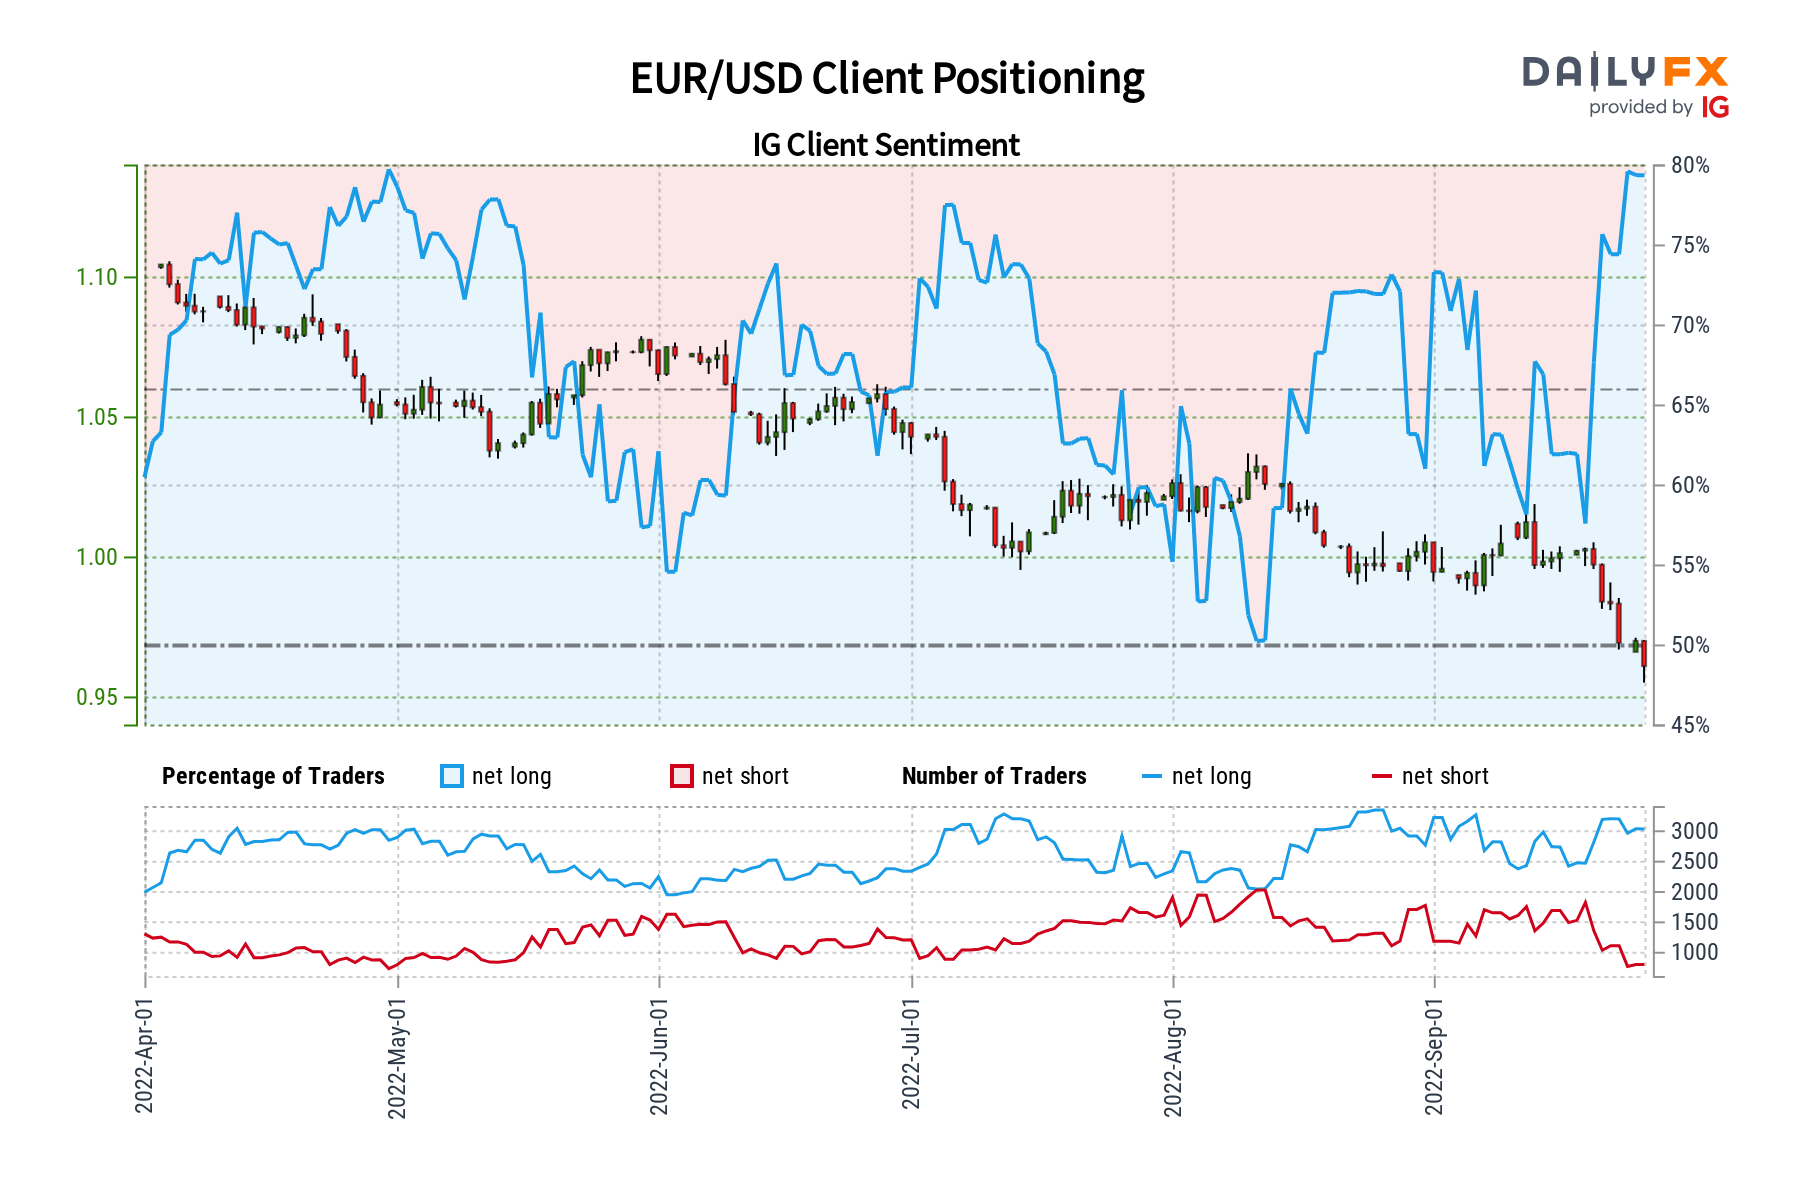 EUR/USD Client Positioning
DAILYFX
provided by IG
IG Client Sentiment
1.10
1.05
1.00
0.95
80%
75%
70%
65%
60%
55%
50%
45%
Percentage of Traders net long net short Number of Traders net long net short
3000
2500
2000
1500
1000
2022-Apr-01
2022-May-01
2022-Jun-01
2022-Jul-01
2022-Aug-01
2022-Sep-01